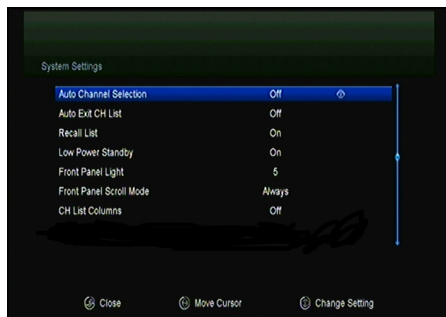 System Settings
Auto Channel Selection Off
Auto Exit CH List Off
Recall List On
Low Power Standby On
Front Panel Light 5
Front Panel Scroll Mode Always
CH List Columns Off
Close Move Cursor Change Setting